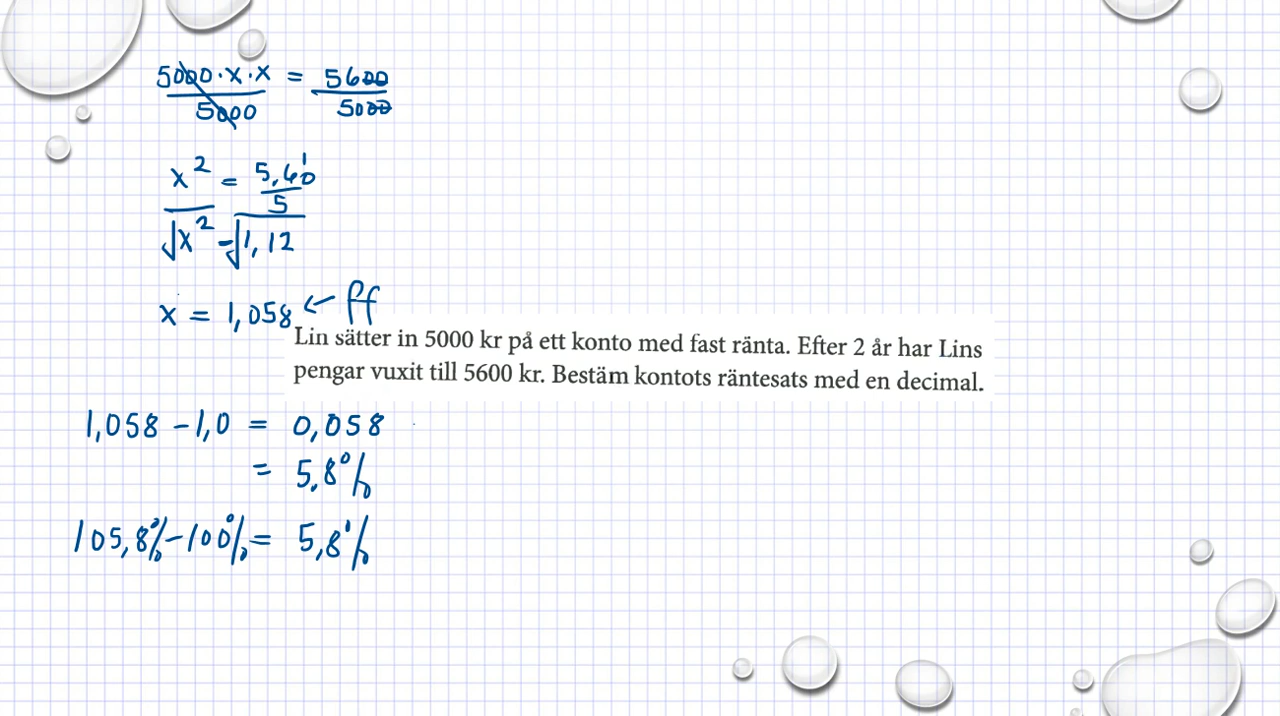 5000·x·x = 5600
5000 5000
x² = 5,60
5
√x² = √1,12
x = 1,058 ← ff
Lin sätter in 5000 kr på ett konto med fast ränta. Efter 2 år har Lins
pengar vuxit till 5600 kr. Bestäm kontots räntesats med en decimal.
1,058 - 1,0 = 0,058
= 5,8%
105,8% - 100% = 5,8%